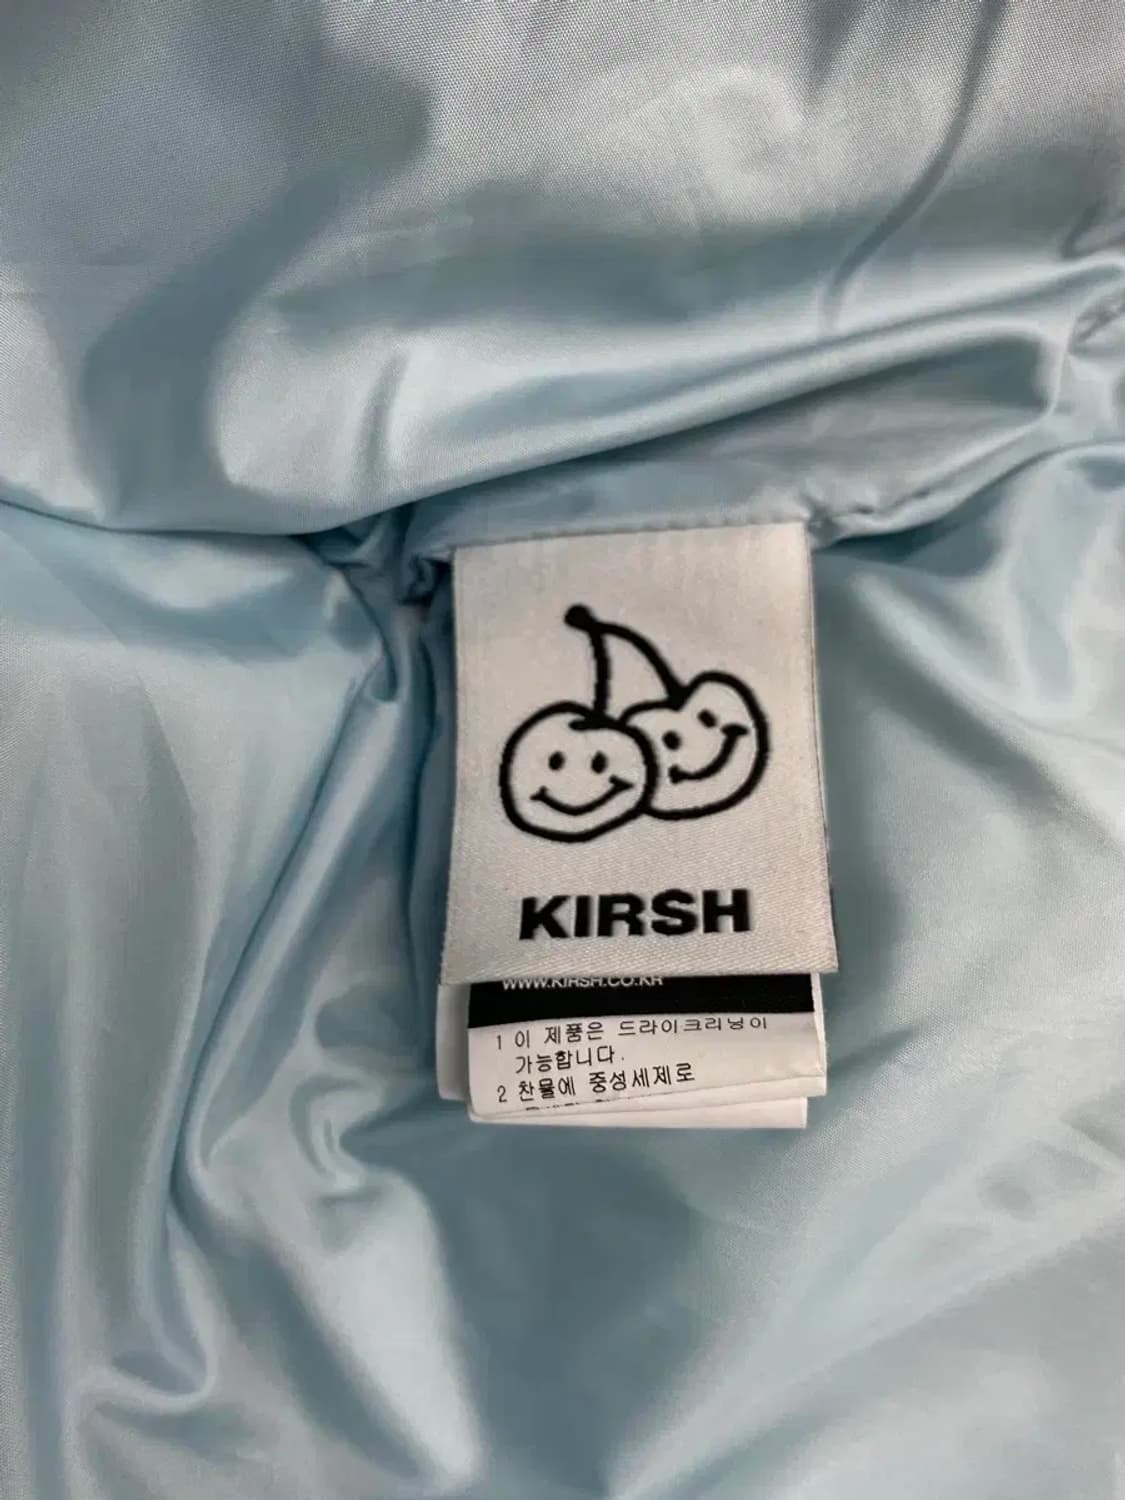 KIRSH
WWW.KIRSH.CO.KR
1 이 제품은 드라이크리닝이
가능합니다.
2 찬물에 중성세제로